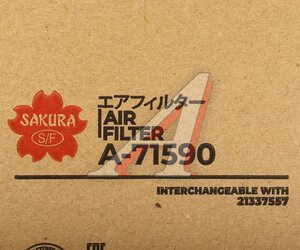 SAKURA
S/F
エアフィルター
AIR
FILTER
A-71590
INTERCHANGEABLE WITH
21337557